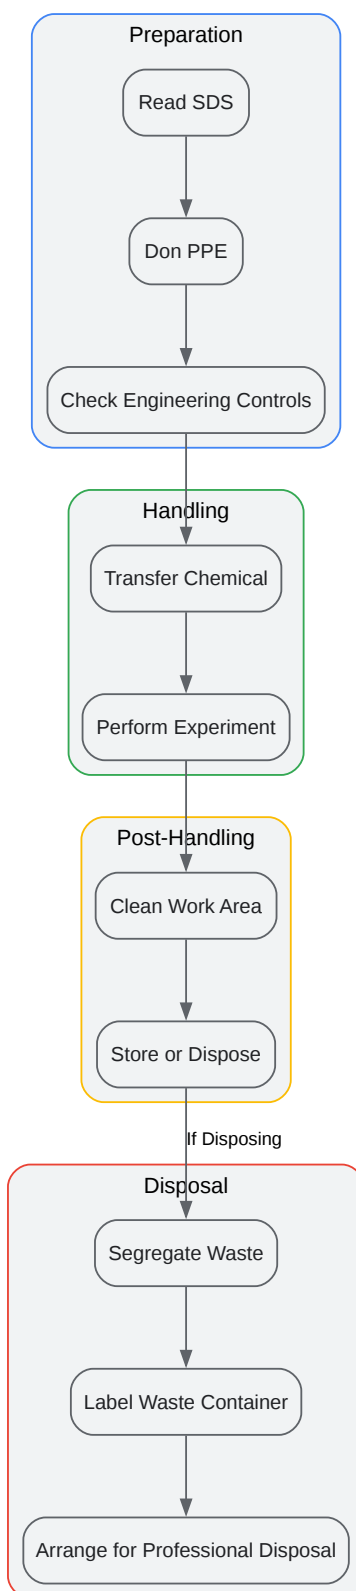 Preparation
Read SDS
Don PPE
Check Engineering Controls
Handling
Transfer Chemical
Perform Experiment
Post-Handling
Clean Work Area
Store or Dispose
If Disposing
Disposal
Segregate Waste
Label Waste Container
Arrange for Professional Disposal